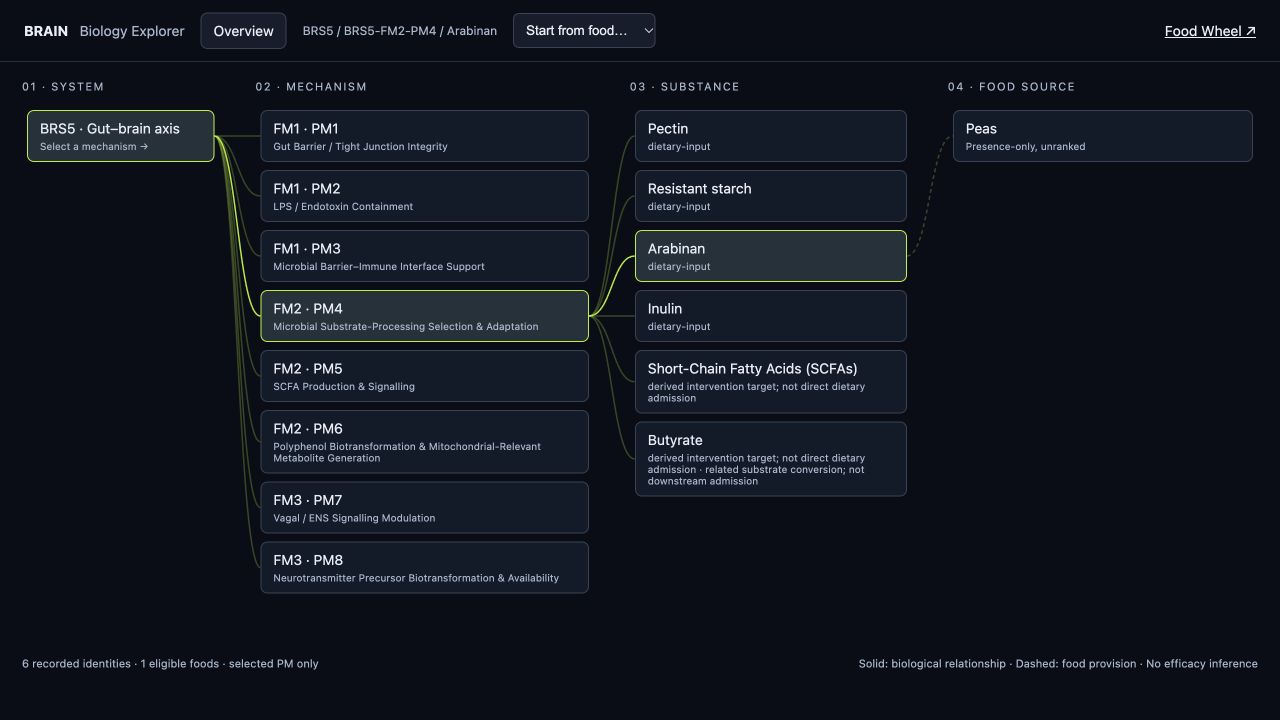 BRAIN Biology Explorer Overview BRS5 / BRS5-FM2-PM4 / Arabinan Start from food... Food Wheel ↗
01 · SYSTEM
BRS5 · Gut–brain axis
Select a mechanism →
02 · MECHANISM
FM1 · PM1
Gut Barrier / Tight Junction Integrity
FM1 · PM2
LPS / Endotoxin Containment
FM1 · PM3
Microbial Barrier–Immune Interface Support
FM2 · PM4
Microbial Substrate-Processing Selection & Adaptation
FM2 · PM5
SCFA Production & Signalling
FM2 · PM6
Polyphenol Biotransformation & Mitochondrial-Relevant
Metabolite Generation
FM3 · PM7
Vagal / ENS Signalling Modulation
FM3 · PM8
Neurotransmitter Precursor Biotransformation & Availability
03 · SUBSTANCE
Pectin
dietary-input
Resistant starch
dietary-input
Arabinan
dietary-input
Inulin
dietary-input
Short-Chain Fatty Acids (SCFAs)
derived intervention target; not direct dietary
admission
Butyrate
derived intervention target; not direct dietary
admission · related substrate conversion; not
downstream admission
04 · FOOD SOURCE
Peas
Presence-only, unranked
6 recorded identities · 1 eligible foods · selected PM only
Solid: biological relationship · Dashed: food provision · No efficacy inference